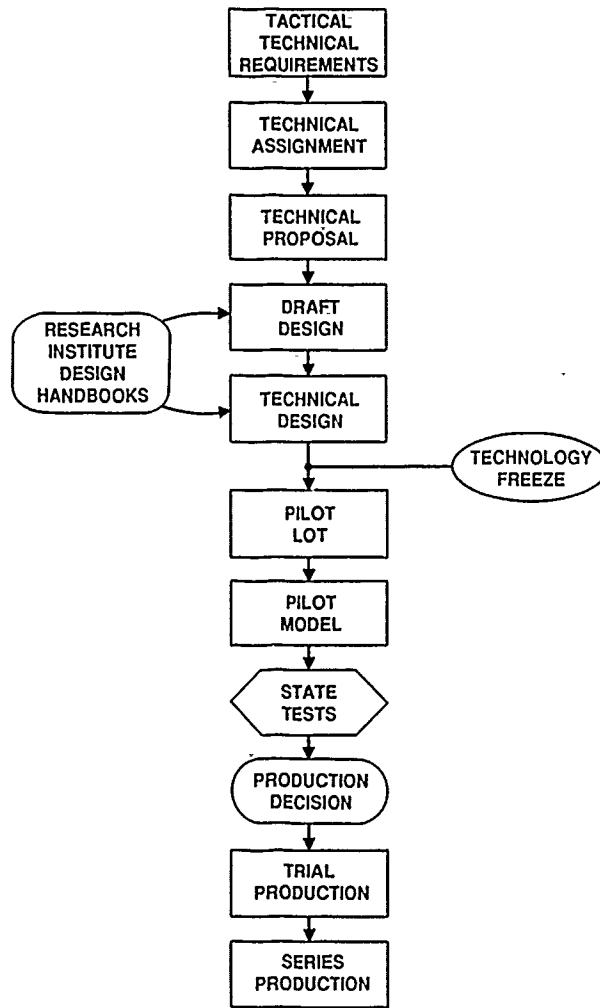 TACTICAL
TECHNICAL
REQUIREMENTS
TECHNICAL
ASSIGNMENT
TECHNICAL
PROPOSAL
DRAFT
DESIGN
RESEARCH
INSTITUTE
DESIGN
HANDBOOKS
TECHNICAL
DESIGN
TECHNOLOGY
FREEZE
PILOT
LOT
PILOT
MODEL
STATE
TESTS
PRODUCTION
DECISION
TRIAL
PRODUCTION
SERIES
PRODUCTION